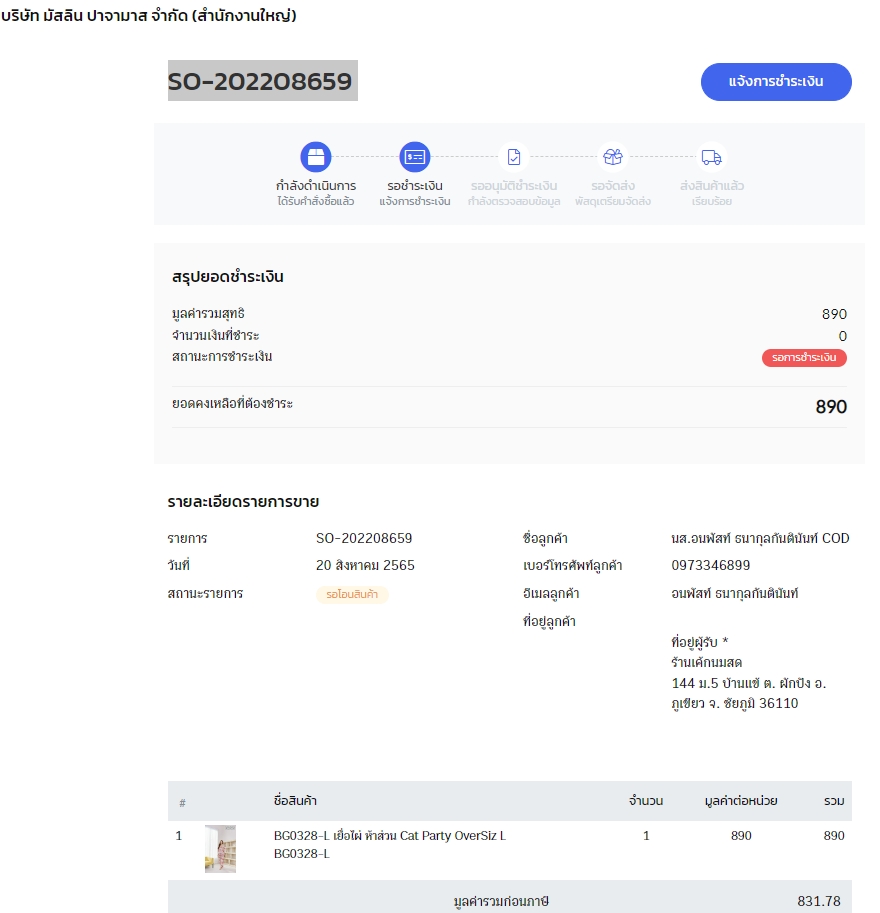 บริษัท มัสลิน ปาจามาส จำกัด (สำนักงานใหญ่)
SO-202208659
แจ้งการชำระเงิน
กำลังดำเนินการ
ได้รับคำสั่งซื้อแล้ว
รอชำระเงิน
แจ้งการชำระเงิน
รออนุมัติชำระเงิน
กำลังตรวจสอบข้อมูล
รอจัดส่ง
พัสดุเตรียมจัดส่ง
ส่งสินค้าแล้ว
เรียบร้อย
สรุปยอดชำระเงิน
มูลค่ารวมสุทธิ 890
จำนวนเงินที่ชำระ 0
สถานะการชำระเงิน รอการชำระเงิน
ยอดคงเหลือที่ต้องชำระ 890
รายละเอียดรายการขาย
รายการ SO-202208659
วันที่ 20 สิงหาคม 2565
สถานะรายการ รอโอนสินค้า
ชื่อลูกค้า นส.อนพัสท์ ธนากุลกันตินันท์ COD
เบอร์โทรศัพท์ลูกค้า 0973346899
อีเมลลูกค้า อนพัสท์ ธนากุลกันตินันท์
ที่อยู่ลูกค้า
ที่อยู่ผู้รับ *
ร้านเค้กนมสด
144 ม.5 บ้านแช้ ต. ผักปัง อ.
ภูเขียว จ. ชัยภูมิ 36110
# ชื่อสินค้า จำนวน มูลค่าต่อหน่วย รวม
1 BG0328-L เยื่อไผ่ ห้าส่วน Cat Party OverSiz L 1 890 890
BG0328-L
มูลค่ารวมก่อนภาษี 831.78